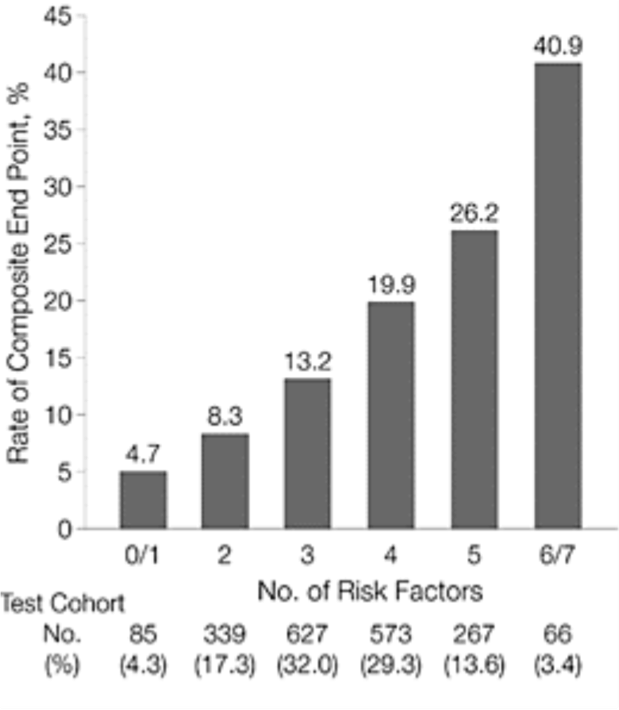 Rate of Composite End Point, %
45
40
35
30
25
20
15
10
5
0
4.7
8.3
13.2
19.9
26.2
40.9
0/1 2 3 4 5 6/7
No. of Risk Factors
Test Cohort
No. 85 339 627 573 267 66
(%) (4.3) (17.3) (32.0) (29.3) (13.6) (3.4)